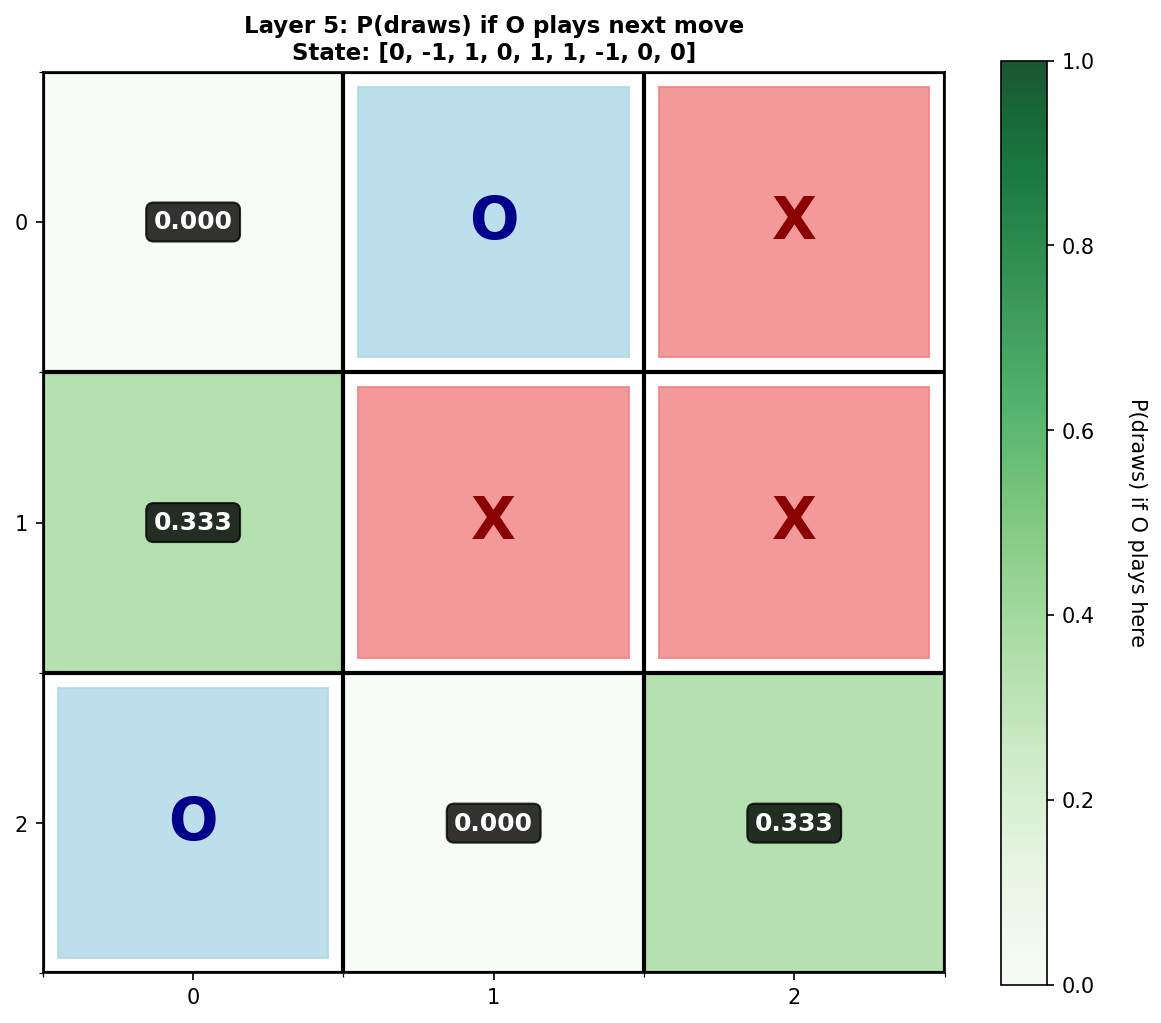 Layer 5: P(draws) if O plays next move
State: [0, -1, 1, 0, 1, 1, -1, 0, 0]
0
0.000
O
X
1
0.333
X
X
2
O
0.000
0.333
0
1
2
1.0
0.8
0.6
0.4
0.2
0.0
P(draws) if O plays here